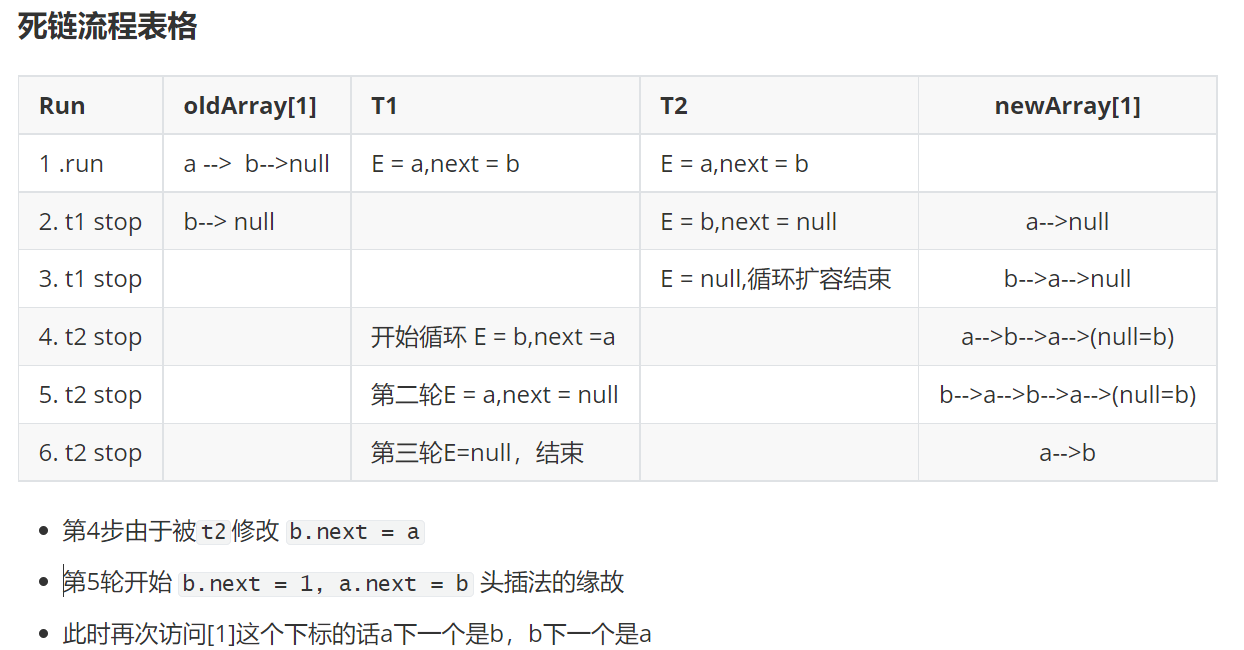 死链流程表格
Run oldArray[1] T1 T2 newArray[1]
1 .run a --> b-->null E = a,next = b E = a,next = b
2. t1 stop b--> null E = b,next = null a-->null
3. t1 stop E = null,循环扩容结束 b-->a-->null
4. t2 stop 开始循环 E = b,next =a a-->b-->a-->(null=b)
5. t2 stop 第二轮E = a,next = null b-->a-->b-->a-->(null=b)
6. t2 stop 第三轮E=null，结束 a-->b
第4步由于被t2修改 b.next = a
第5轮开始 b.next = 1, a.next = b 头插法的缘故
此时再次访问[1]这个下标的话a下一个是b，b下一个是a